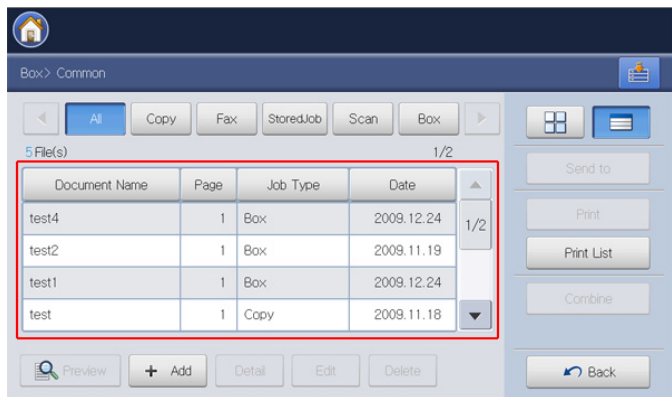 Box> Common
All Copy Fax StoredJob Scan Box
5 File(s) 1/2
Document Name Page Job Type Date
test4 1 Box 2009.12.24
test2 1 Box 2009.11.19
test1 1 Box 2009.12.24
test 1 Copy 2009.11.18
1/2
Send to
Print
Print List
Combine
Preview + Add Detail Edit Delete
Back